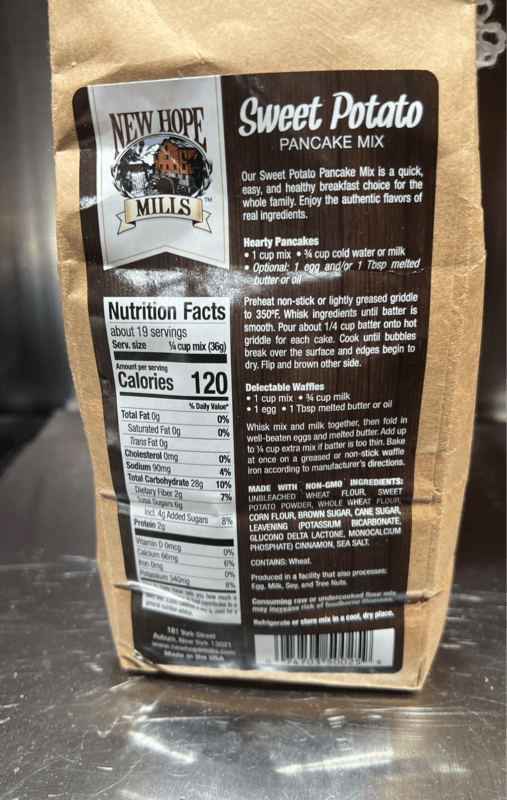 NEW HOPE
MILLS™
Sweet Potato
PANCAKE MIX
Our Sweet Potato Pancake Mix is a quick,
easy, and healthy breakfast choice for the
whole family. Enjoy the authentic flavors of
real ingredients.
Hearty Pancakes
• 1 cup mix • ¾ cup cold water or milk
• Optional: 1 egg and/or 1 Tbsp melted
butter or oil
Preheat non-stick or lightly greased griddle
to 350°F. Whisk ingredients until batter is
smooth. Pour about 1/4 cup batter onto hot
griddle for each cake. Cook until bubbles
break over the surface and edges begin to
dry. Flip and brown other side.
Delectable Waffles
• 1 cup mix • ¾ cup milk
• 1 egg • 1 Tbsp melted butter or oil
Whisk mix and milk together, then fold in
well-beaten eggs and melted butter. Add up
to ¼ cup extra mix if batter is too thin. Bake
at once on a greased or non-stick waffle
iron according to manufacturer's directions.
MADE WITH NON-GMO INGREDIENTS:
UNBLEACHED WHEAT FLOUR, SWEET
POTATO POWDER, WHOLE WHEAT FLOUR,
CORN FLOUR, BROWN SUGAR, CANE SUGAR,
LEAVENING (POTASSIUM BICARBONATE,
GLUCONO DELTA LACTONE, MONOCALCIUM
PHOSPHATE) CINNAMON, SEA SALT.
CONTAINS: Wheat.
Produced in a facility that also processes:
Egg, Milk, Soy, and Tree Nuts.
Consuming raw or undercooked flour mix
may increase risk of foodborne illnesses.
Refrigerate or store mix in a cool, dry place.
Nutrition Facts
about 19 servings
Serv. size ¼ cup mix (36g)
Amount per serving
Calories 120
% Daily Value*
Total Fat 0g 0%
Saturated Fat 0g 0%
Trans Fat 0g
Cholesterol 0mg 0%
Sodium 90mg 4%
Total Carbohydrate 28g 10%
Dietary Fiber 2g 7%
Total Sugars 6g
Incl. 4g Added Sugars 8%
Protein 2g
Vitamin D 0mcg 0%
Calcium 66mg 6%
Iron 0mg 0%
Potassium 340mg 8%
181 York Street
Auburn, New York 13021
www.newhopemills.com
Made in the USA